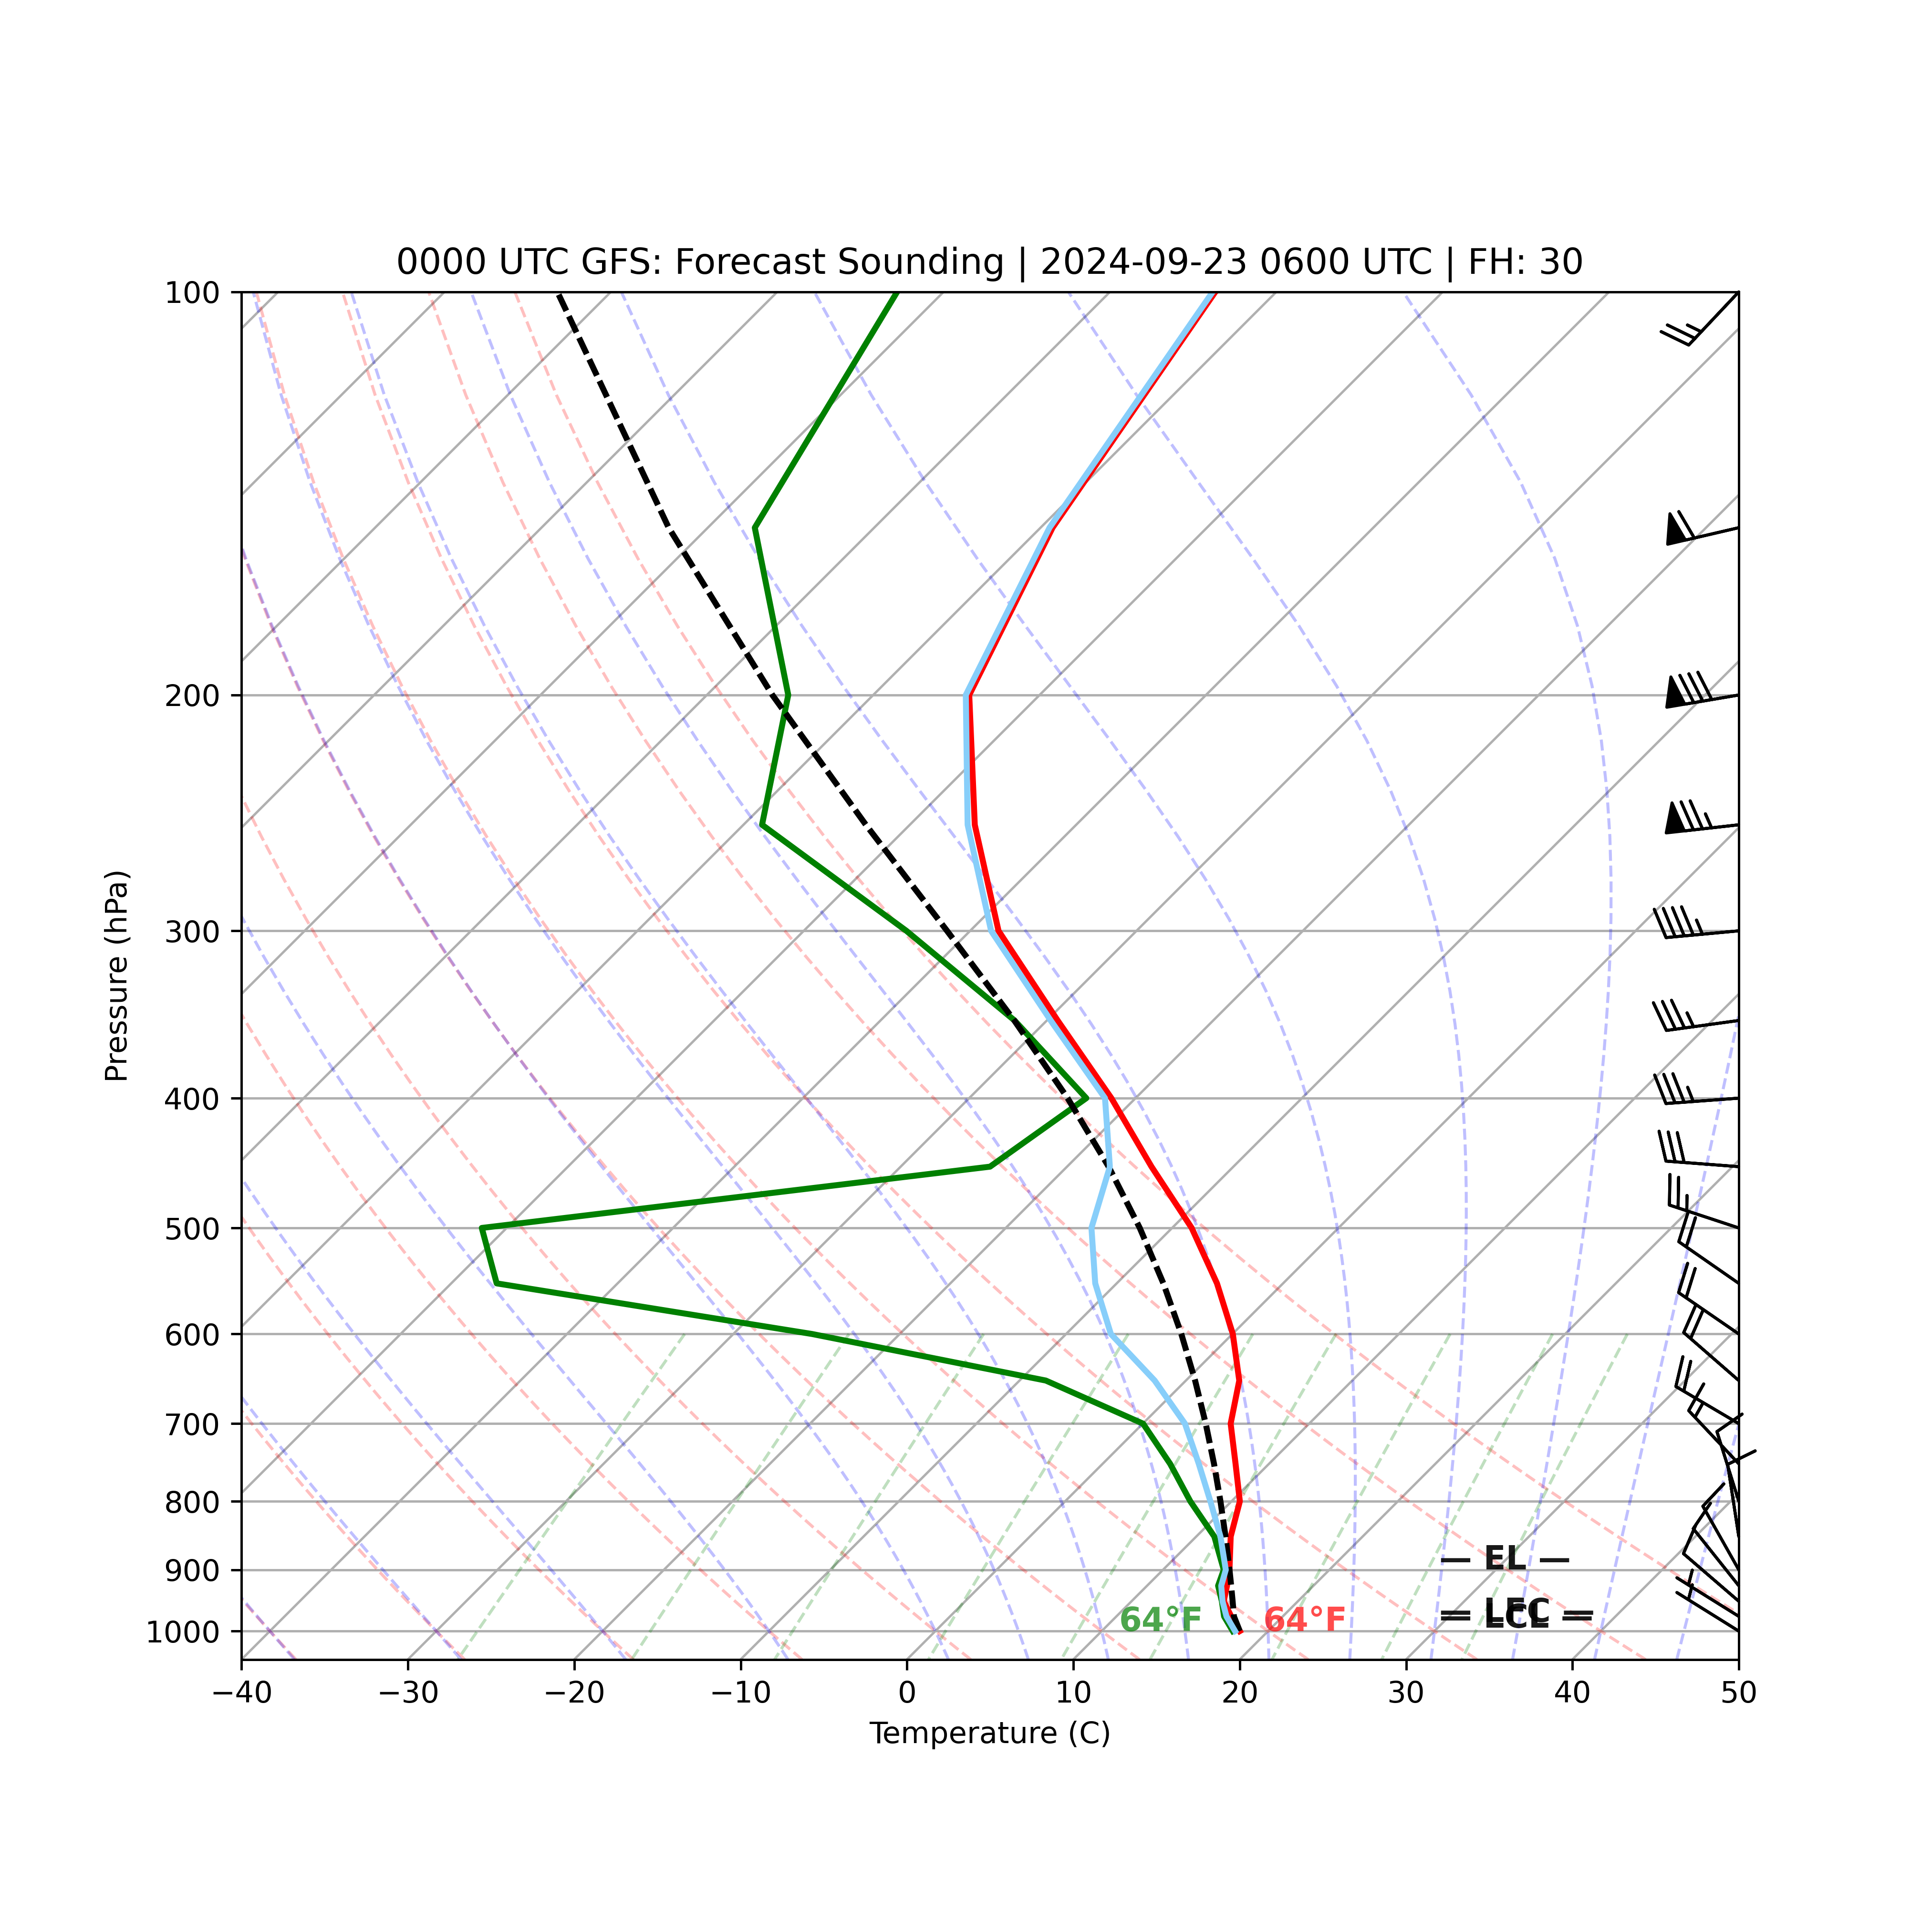 0000 UTC GFS: Forecast Sounding | 2024-09-23 0600 UTC | FH: 30
100
200
300
400
500
600
700
800
900
1000
Pressure (hPa)
— EL —
— LFC —
— LCL —
64°F 64°F
−40 −30 −20 −10 0 10 20 30 40 50
Temperature (C)